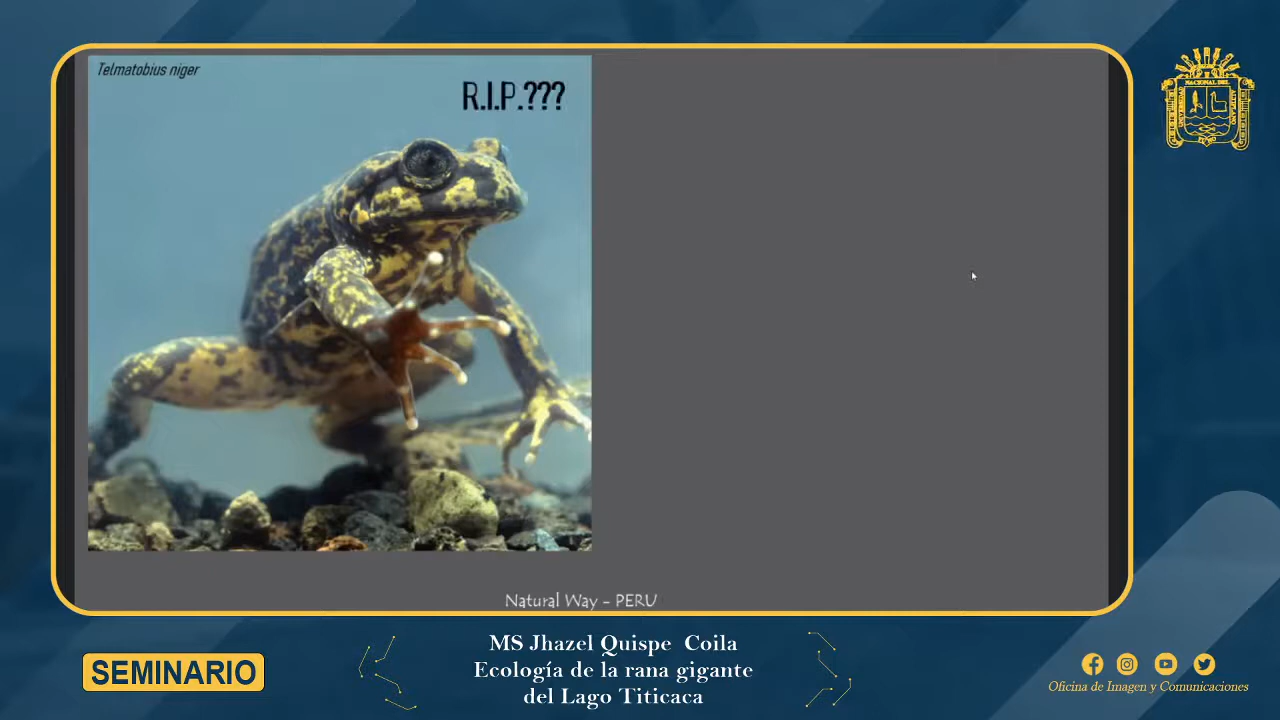 Telmatobius niger
R.I.P.???
Natural Way - PERU
SEMINARIO
MS Jhazel Quispe Coila
Ecología de la rana gigante
del Lago Titicaca
Oficina de Imagen y Comunicaciones